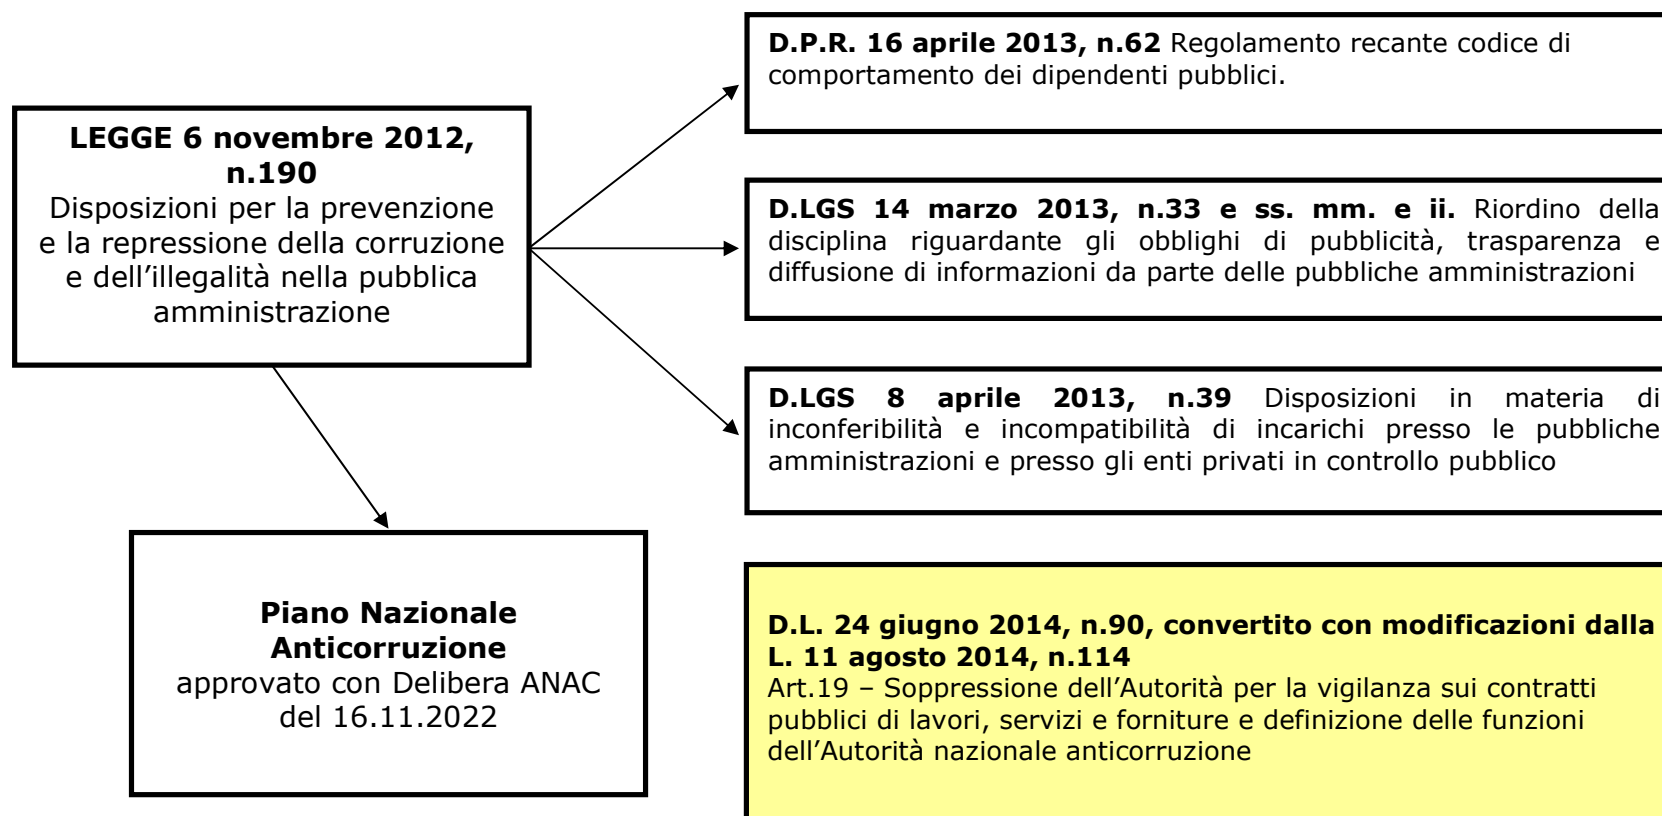 LEGGE 6 novembre 2012,
n.190
Disposizioni per la prevenzione
e la repressione della corruzione
e dell’illegalità nella pubblica
amministrazione
D.P.R. 16 aprile 2013, n.62 Regolamento recante codice di
comportamento dei dipendenti pubblici.
D.LGS 14 marzo 2013, n.33 e ss. mm. e ii. Riordino della
disciplina riguardante gli obblighi di pubblicità, trasparenza e
diffusione di informazioni da parte delle pubbliche amministrazioni
D.LGS 8 aprile 2013, n.39 Disposizioni in materia di
inconferibilità e incompatibilità di incarichi presso le pubbliche
amministrazioni e presso gli enti privati in controllo pubblico
Piano Nazionale
Anticorruzione
approvato con Delibera ANAC
del 16.11.2022
D.L. 24 giugno 2014, n.90, convertito con modificazioni dalla
L. 11 agosto 2014, n.114
Art.19 – Soppressione dell’Autorità per la vigilanza sui contratti
pubblici di lavori, servizi e forniture e definizione delle funzioni
dell’Autorità nazionale anticorruzione